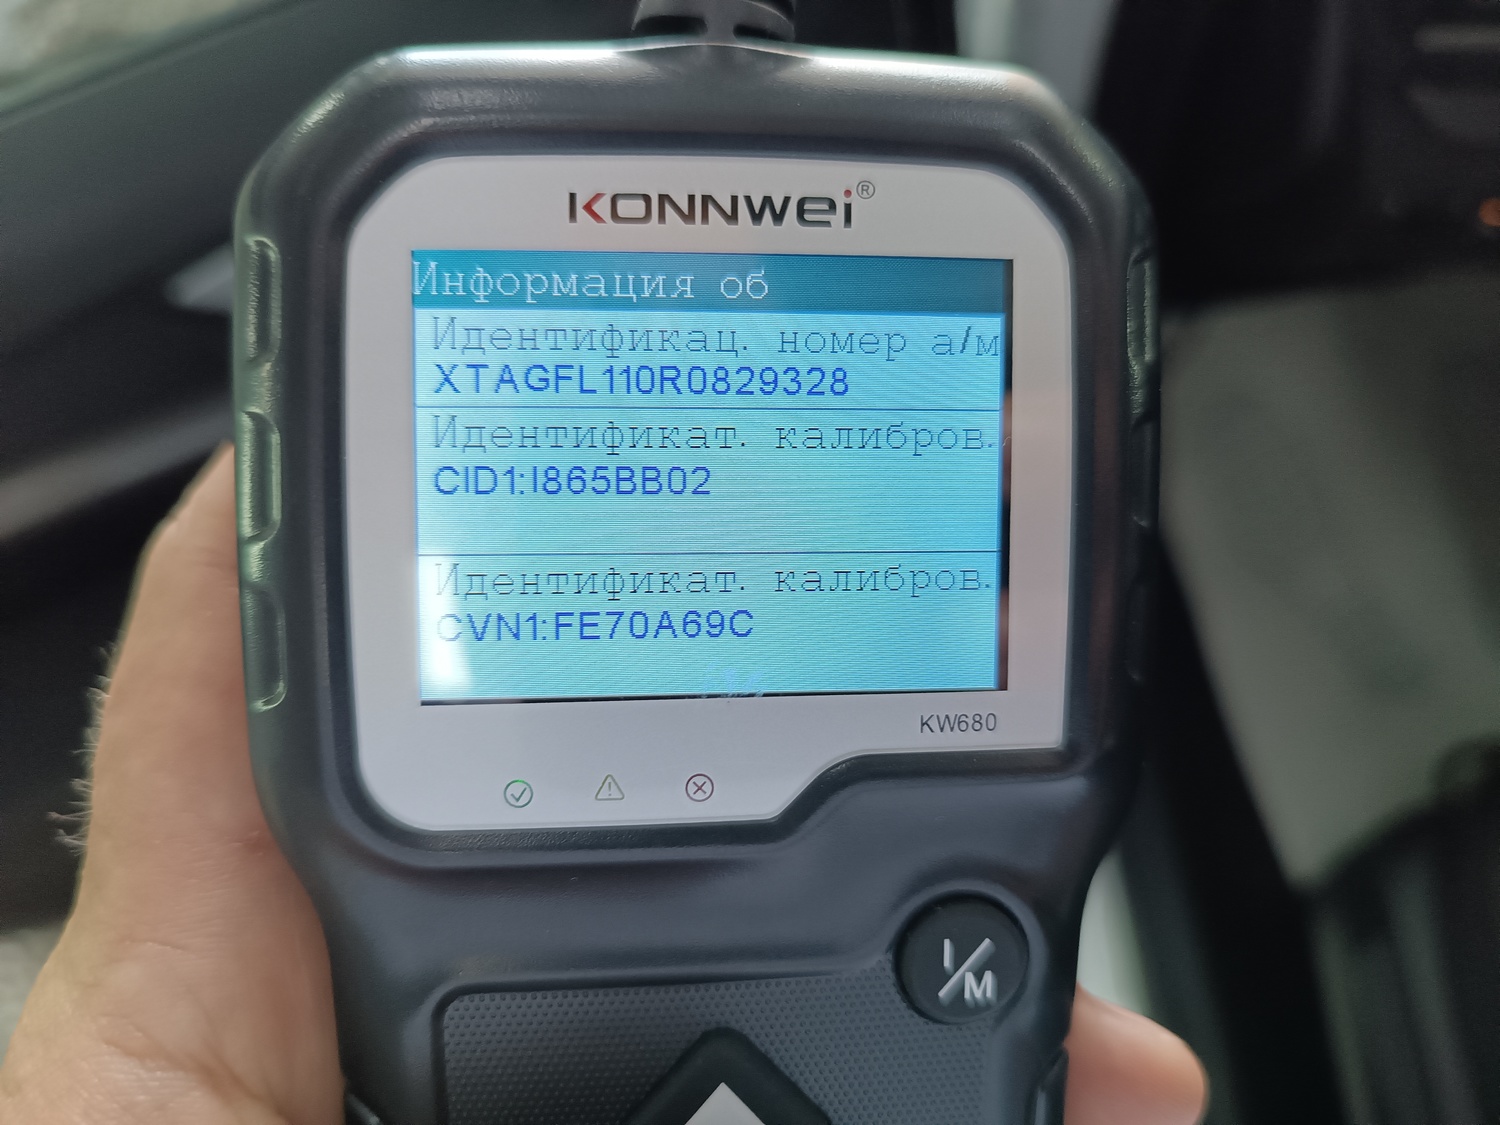 KONNWEI®
Информация об
Идентификац. номер а/м
XTAGFL110R0829328
Идентификат. калибров.
CID1:I865BB02
Идентификат. калибров.
CVN1:FE70A69C
KW680
I/M